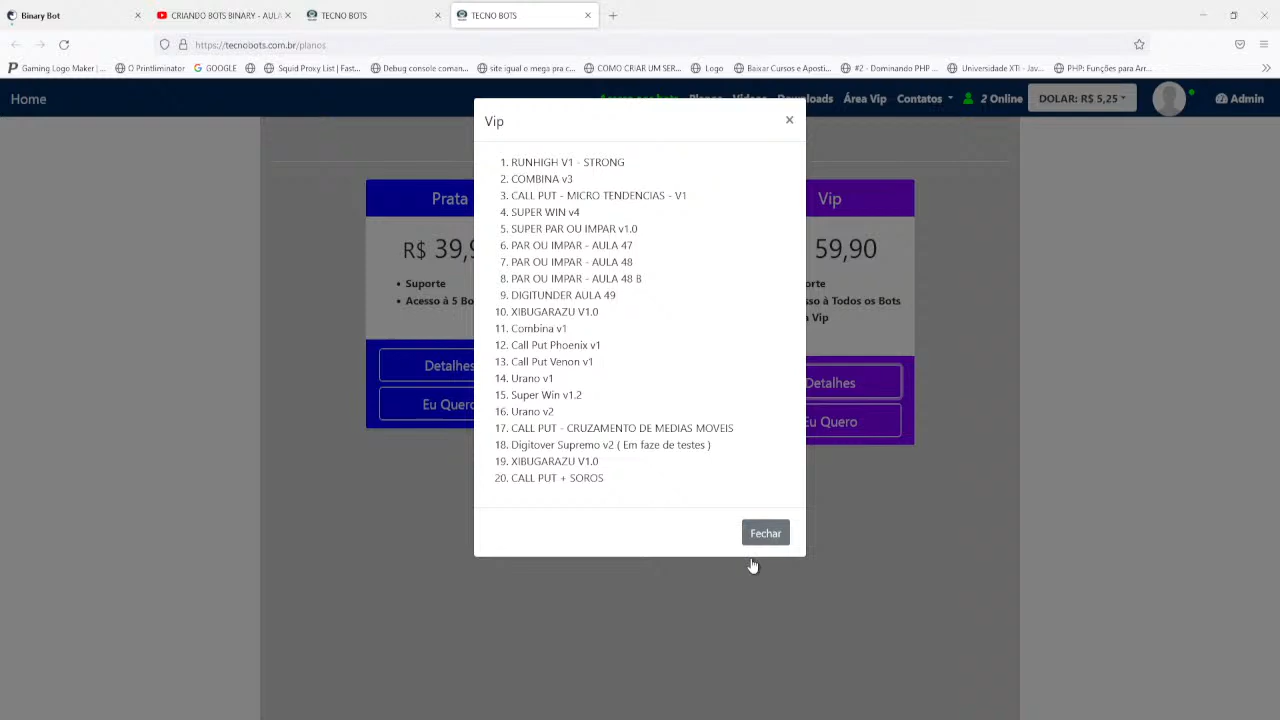 Binary Bot
CRIANDO BOTS BINARY - AULA
TECNO BOTS
TECNO BOTS
https://tecnobots.com.br/planos
Gaming Logo Maker | ...
O Printliminator
GOOGLE
Squid Proxy List | Fast...
Debug console coman...
site igual o mega pra c...
COMO CRIAR UM SER...
Logo
Baixar Cursos e Aposti...
#2 - Dominando PHP ...
Universidade XTI - Jav...
PHP: Funções para Arr...
Home
Planos
Videos
Downloads
Área Vip
Contatos
2 Online
DOLAR: R$ 5,25
Admin
Vip
1. RUNHIGH V1 - STRONG
2. COMBINA v3
3. CALL PUT - MICRO TENDENCIAS - V1
4. SUPER WIN v4
5. SUPER PAR OU IMPAR v1.0
6. PAR OU IMPAR - AULA 47
7. PAR OU IMPAR - AULA 48
8. PAR OU IMPAR - AULA 48 B
9. DIGITUNDER AULA 49
10. XIBUGARAZU V1.0
11. Combina v1
12. Call Put Phoenix v1
13. Call Put Venon v1
14. Urano v1
15. Super Win v1.2
16. Urano v2
17. CALL PUT - CRUZAMENTO DE MEDIAS MOVEIS
18. Digitover Supremo v2 ( Em faze de testes )
19. XIBUGARAZU V1.0
20. CALL PUT + SOROS
Fechar
Prata
R$ 39,9
• Suporte
• Acesso à 5 Bo
Detalhes
Eu Quero
Vip
59,90
orte
sso à Todos os Bots
a Vip
Detalhes
Eu Quero